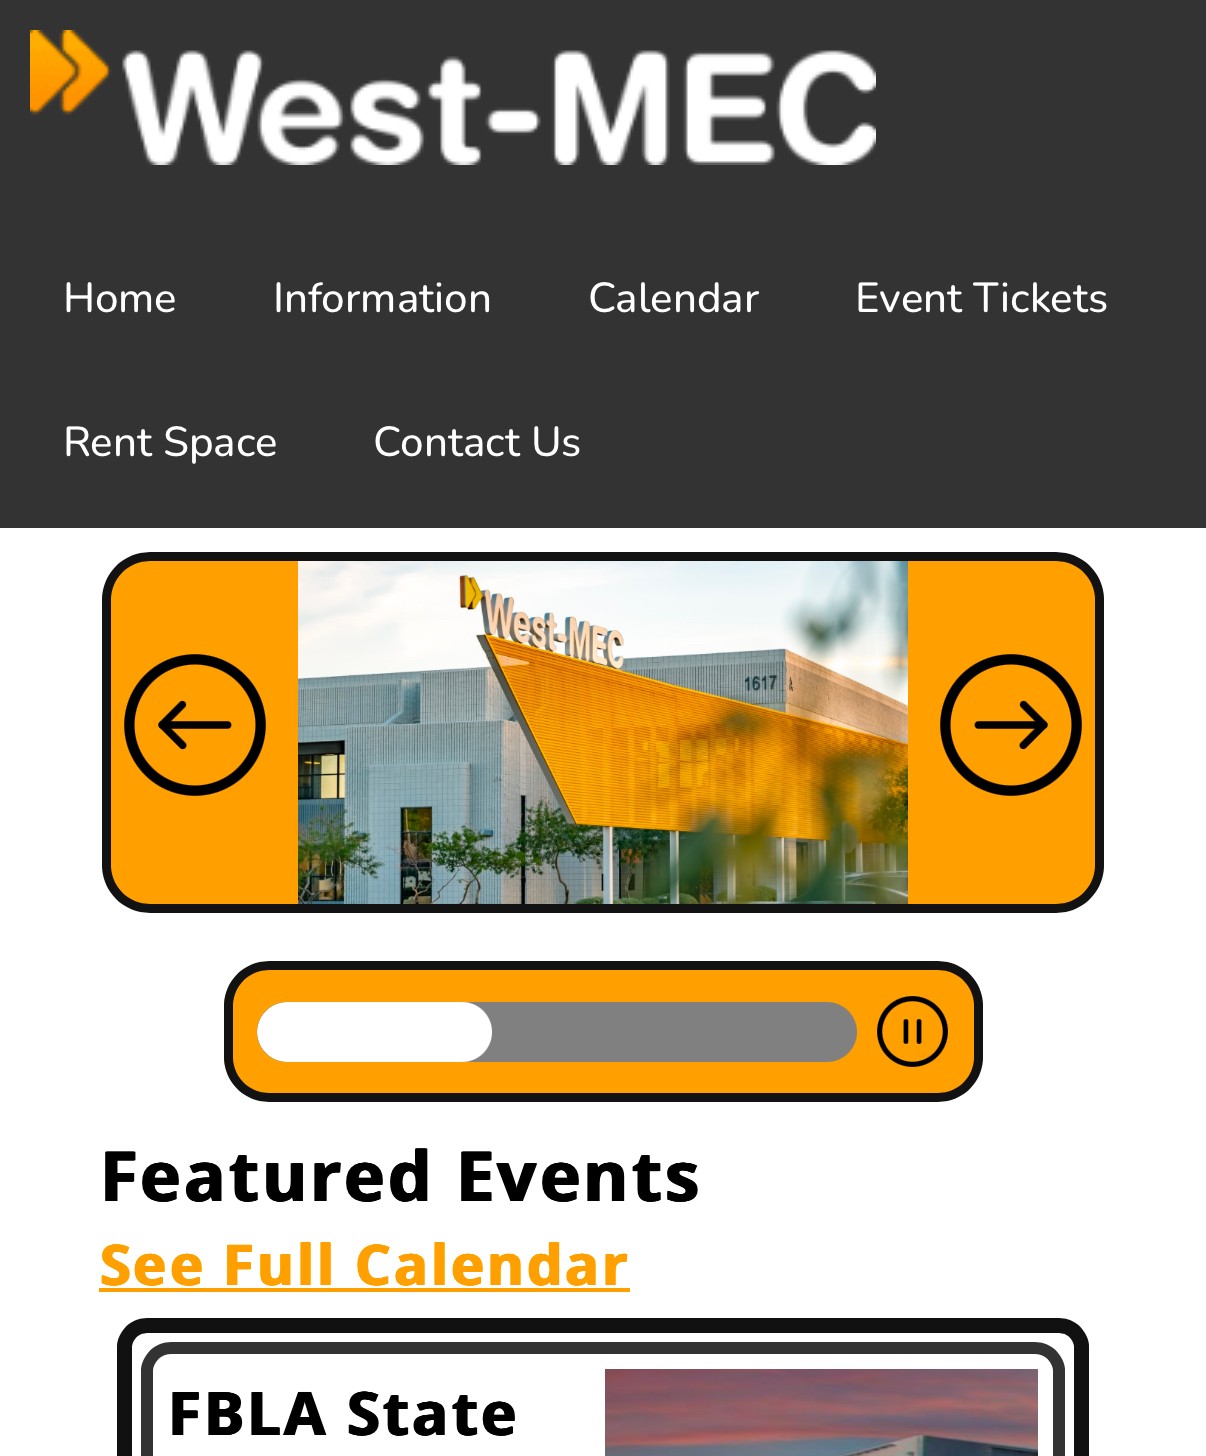 West-MEC
Home Information Calendar Event Tickets
Rent Space Contact Us
West-MEC
1617
Featured Events
See Full Calendar
FBLA State